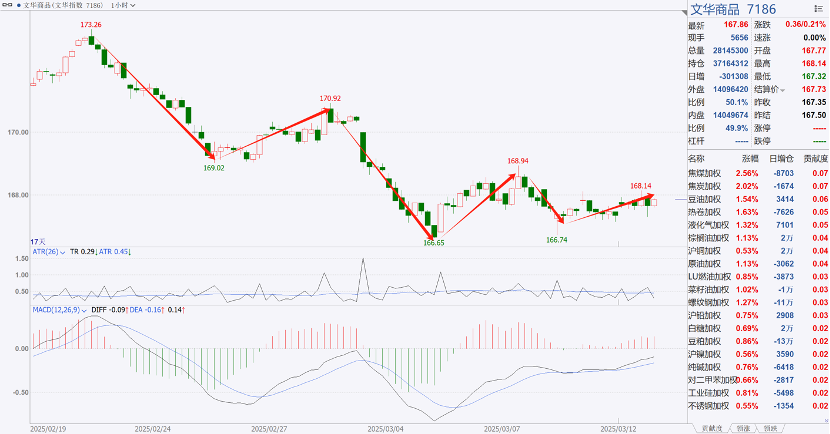 文华商品(文华指数 7186) 1小时
173.26
170.92
170.00
169.02
168.94
168.14
168.00
166.65
166.74
17天
ATR(26) TR 0.29↓ATR 0.45↓
1.50
1.00
0.50
MACD(12,26,9) DIFF -0.09↑DEA -0.16↑ 0.14↑
0.00
-0.50
2025/02/19 2025/02/24 2025/02/27 2025/03/04 2025/03/07 2025/03/12
文华商品 7186
最新 167.86 涨跌 0.36/0.21%
现手 5656 速涨 0.00%
总量 28145300 开盘 167.77
持仓 37164312 最高 168.14
日增 -301308 最低 167.32
外盘 14096420 结算价 167.73
比例 50.1% 昨收 167.35
内盘 14049674 昨结 167.50
比例 49.9% 涨停 -----
杠杆 ----- 跌停 -----
名称 涨幅 日增仓 贡献度
焦煤加权 2.56% -8703 0.07
焦炭加权 2.02% -1674 0.07
豆油加权 1.54% 3414 0.06
热卷加权 1.63% -7626 0.05
液化气加权 1.32% 7101 0.05
棕榈油加权 1.13% 2万 0.04
沪铜加权 0.53% 2万 0.04
原油加权 1.13% -3062 0.04
LU燃油加权 0.85% -3873 0.03
菜籽油加权 1.02% -1万 0.03
螺纹钢加权 1.27% -11万 0.03
沪铅加权 0.75% 2908 0.03
白糖加权 0.69% 2万 0.02
豆粕加权 0.86% -13万 0.02
沪镍加权 0.56% 3590 0.02
纯碱加权 0.76% -6418 0.02
对二甲苯加权 0.66% -2817 0.02
工业硅加权 0.81% -5498 0.02
不锈钢加权 0.55% -1354 0.02
贡献度 领涨 领跌